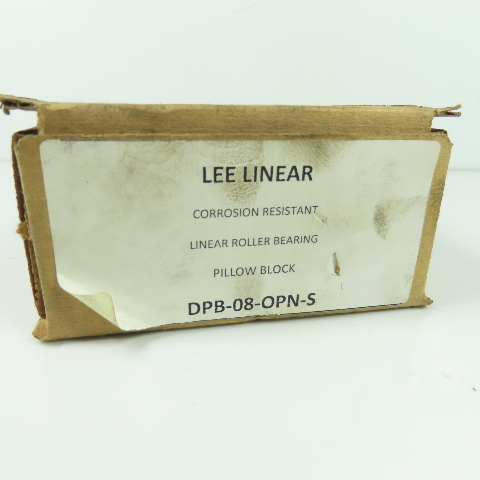 LEE LINEAR
CORROSION RESISTANT
LINEAR ROLLER BEARING
PILLOW BLOCK
DPB-08-OPN-S